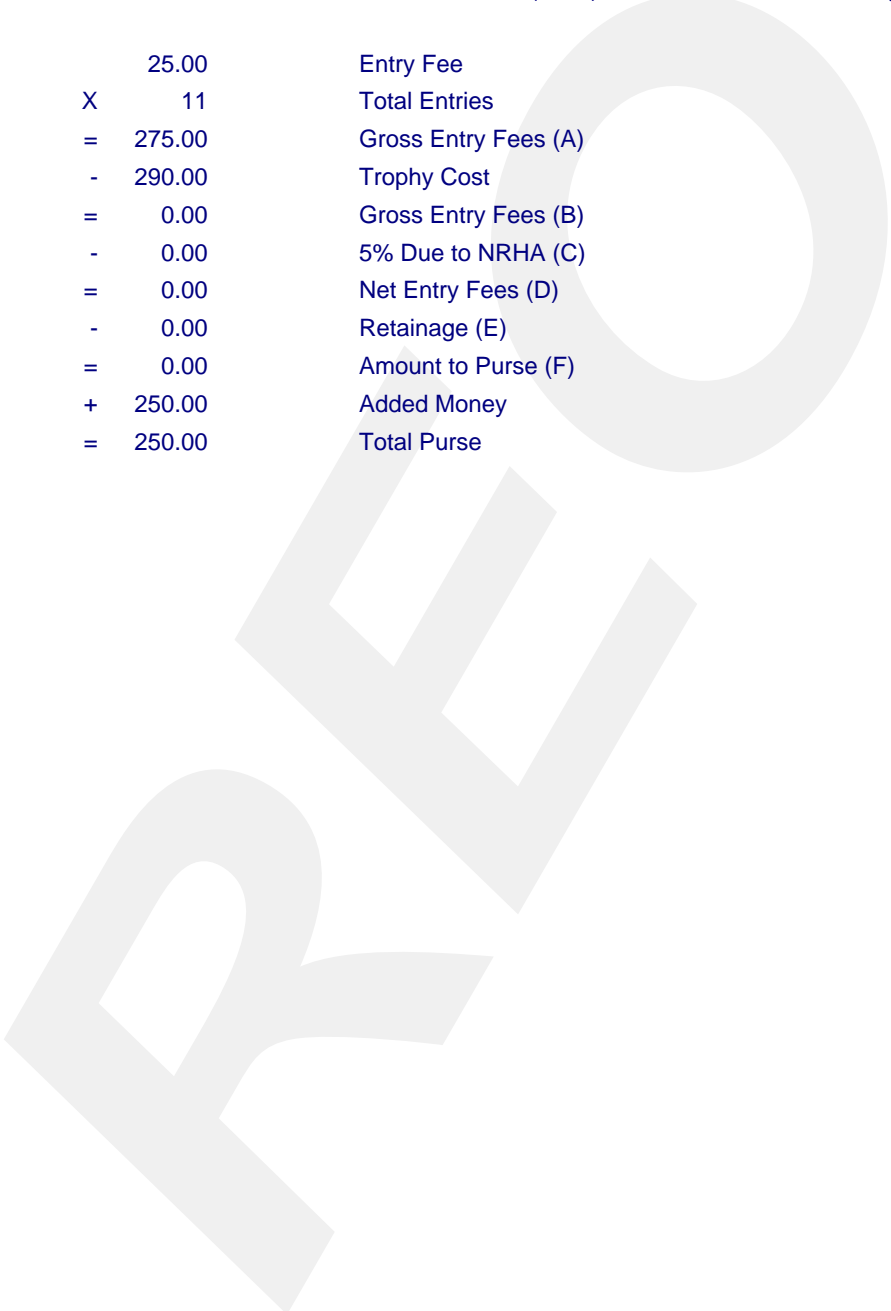 25.00 Entry Fee
X 11 Total Entries
= 275.00 Gross Entry Fees (A)
- 290.00 Trophy Cost
= 0.00 Gross Entry Fees (B)
- 0.00 5% Due to NRHA (C)
= 0.00 Net Entry Fees (D)
- 0.00 Retainage (E)
= 0.00 Amount to Purse (F)
+ 250.00 Added Money
= 250.00 Total Purse
REO